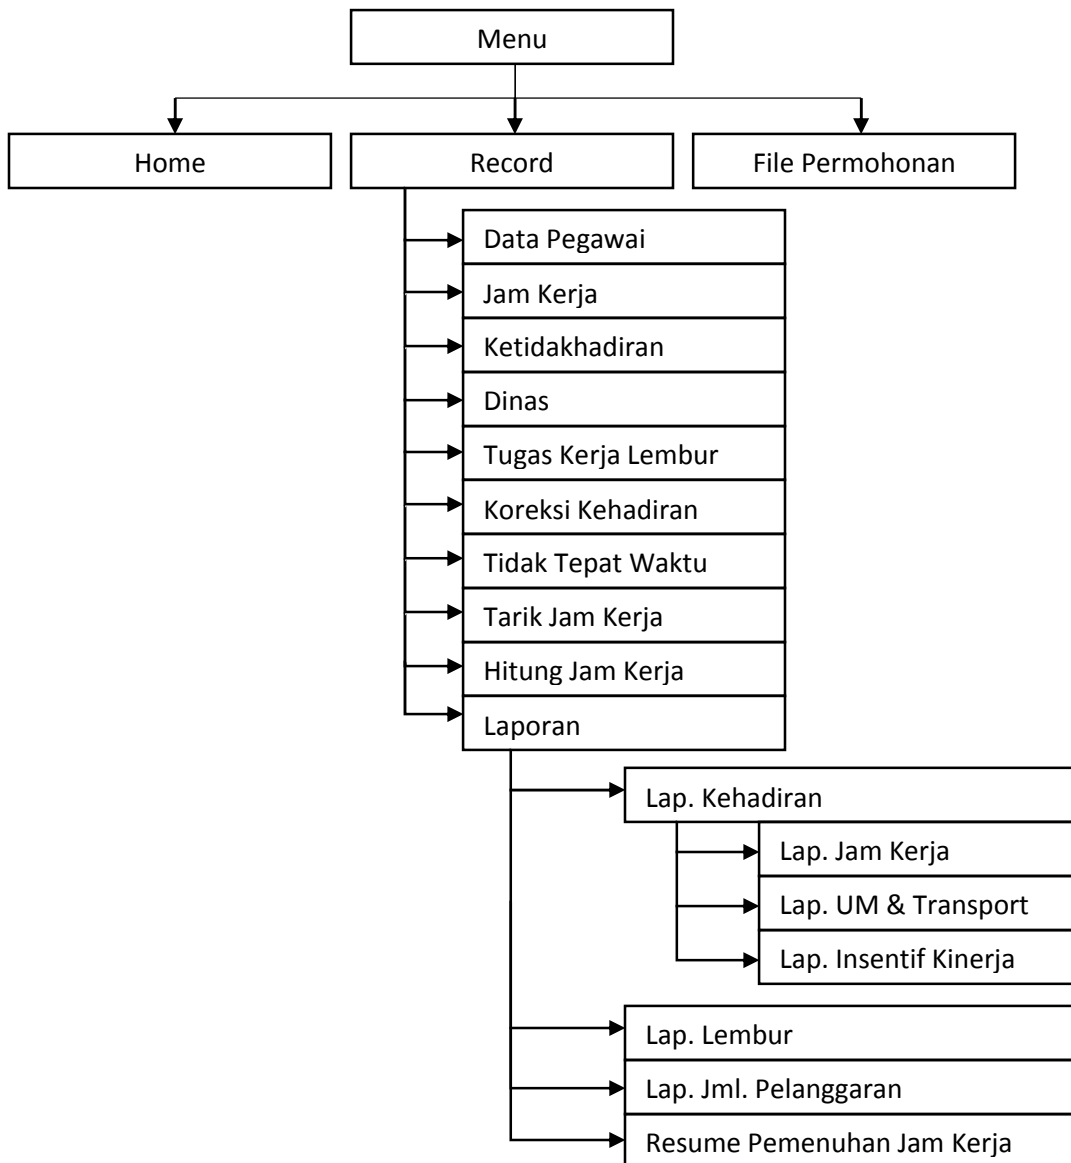 Menu
Home
Record
File Permohonan
Data Pegawai
Jam Kerja
Ketidakhadiran
Dinas
Tugas Kerja Lembur
Koreksi Kehadiran
Tidak Tepat Waktu
Tarik Jam Kerja
Hitung Jam Kerja
Laporan
Lap. Kehadiran
Lap. Jam Kerja
Lap. UM & Transport
Lap. Insentif Kinerja
Lap. Lembur
Lap. Jml. Pelanggaran
Resume Pemenuhan Jam Kerja